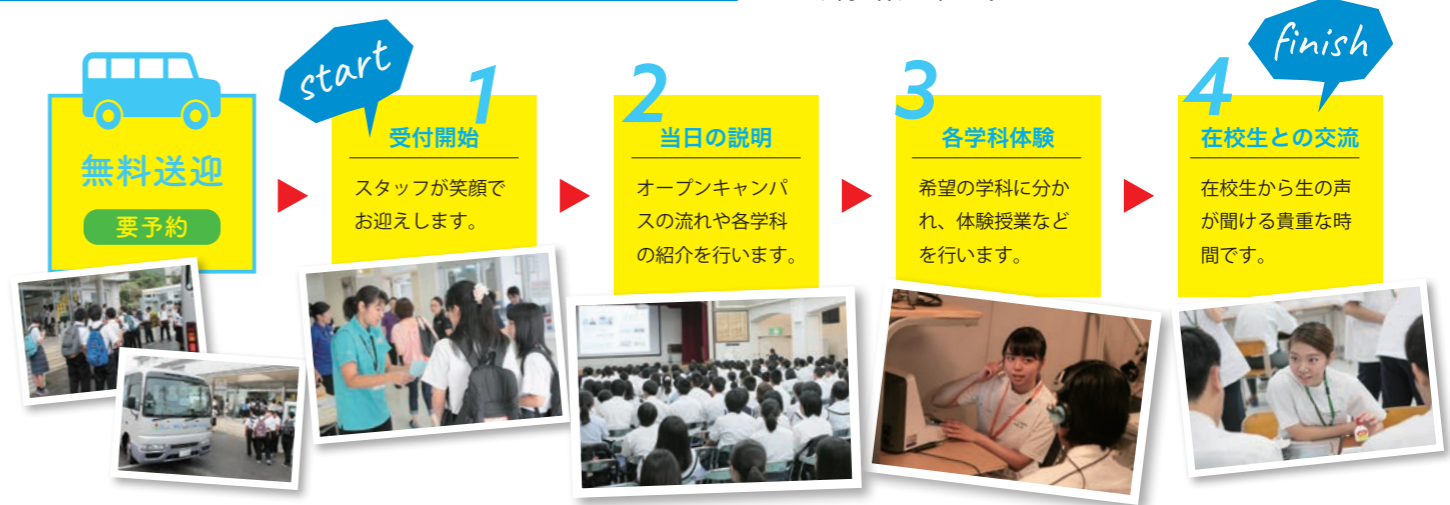 無料送迎
要予約
start
1
受付開始
スタッフが笑顔で
お迎えします。
2
当日の説明
オープンキャンパ
スの流れや各学科
の紹介を行います。
3
各学科体験
希望の学科に分か
れ、体験授業など
を行います。
finish
4
在校生との交流
在校生から生の声
が聞ける貴重な時
間です。